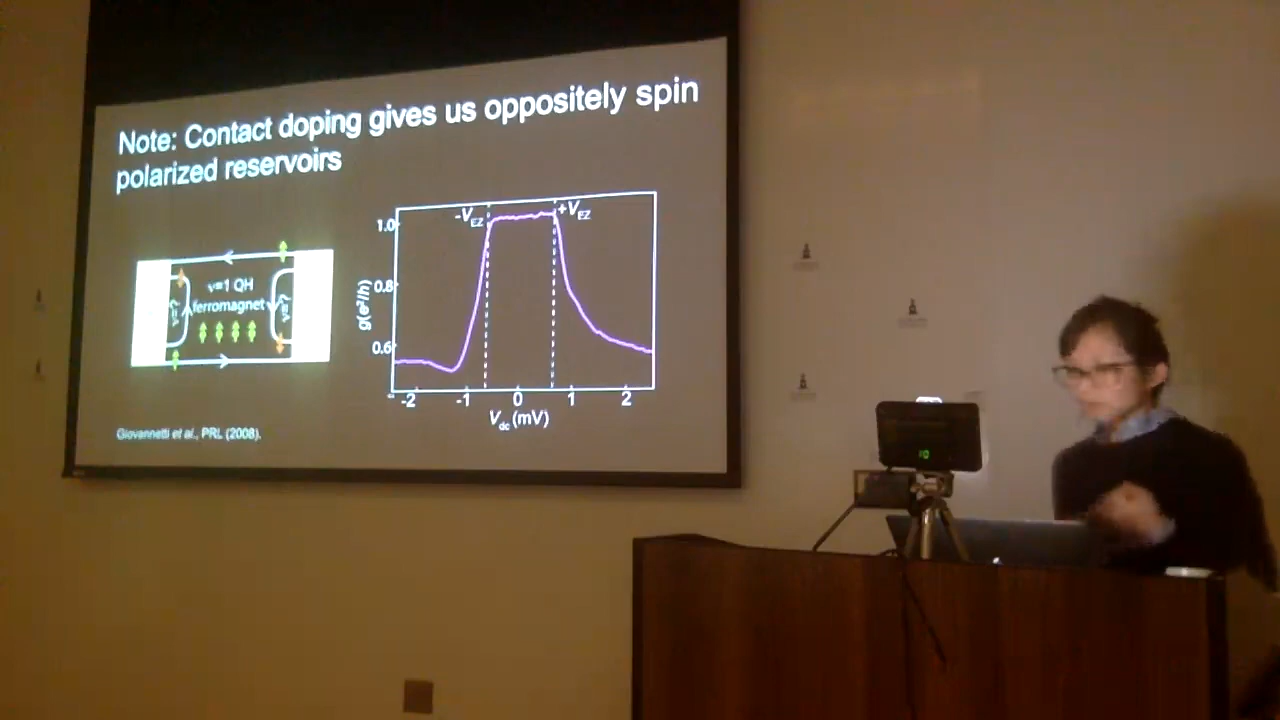 Note: Contact doping gives us oppositely spin
polarized reservoirs
ν=1 QH
ferromagnet
-V_EZ
+V_EZ
1.0
0.8
0.6
g(e²/h)
-2 -1 0 1 2
V_dc (mV)
Giovannetti et al., PRL (2008).